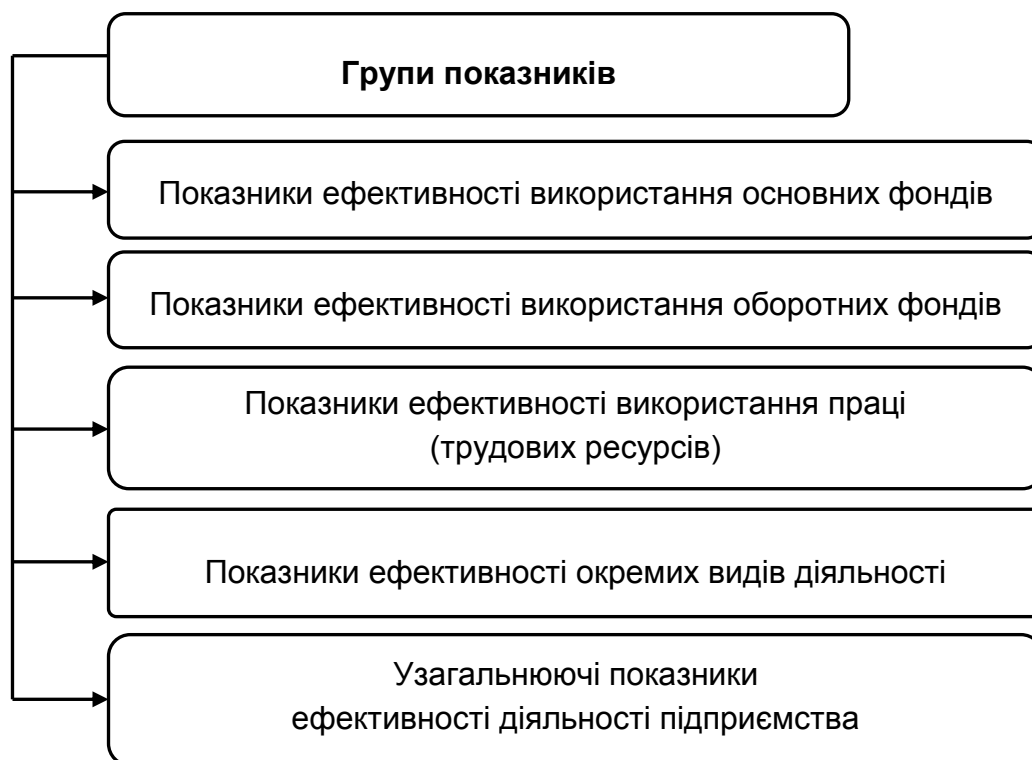 Групи показників
Показники ефективності використання основних фондів
Показники ефективності використання оборотних фондів
Показники ефективності використання праці
(трудових ресурсів)
Показники ефективності окремих видів діяльності
Узагальнюючі показники
ефективності діяльності підприємства